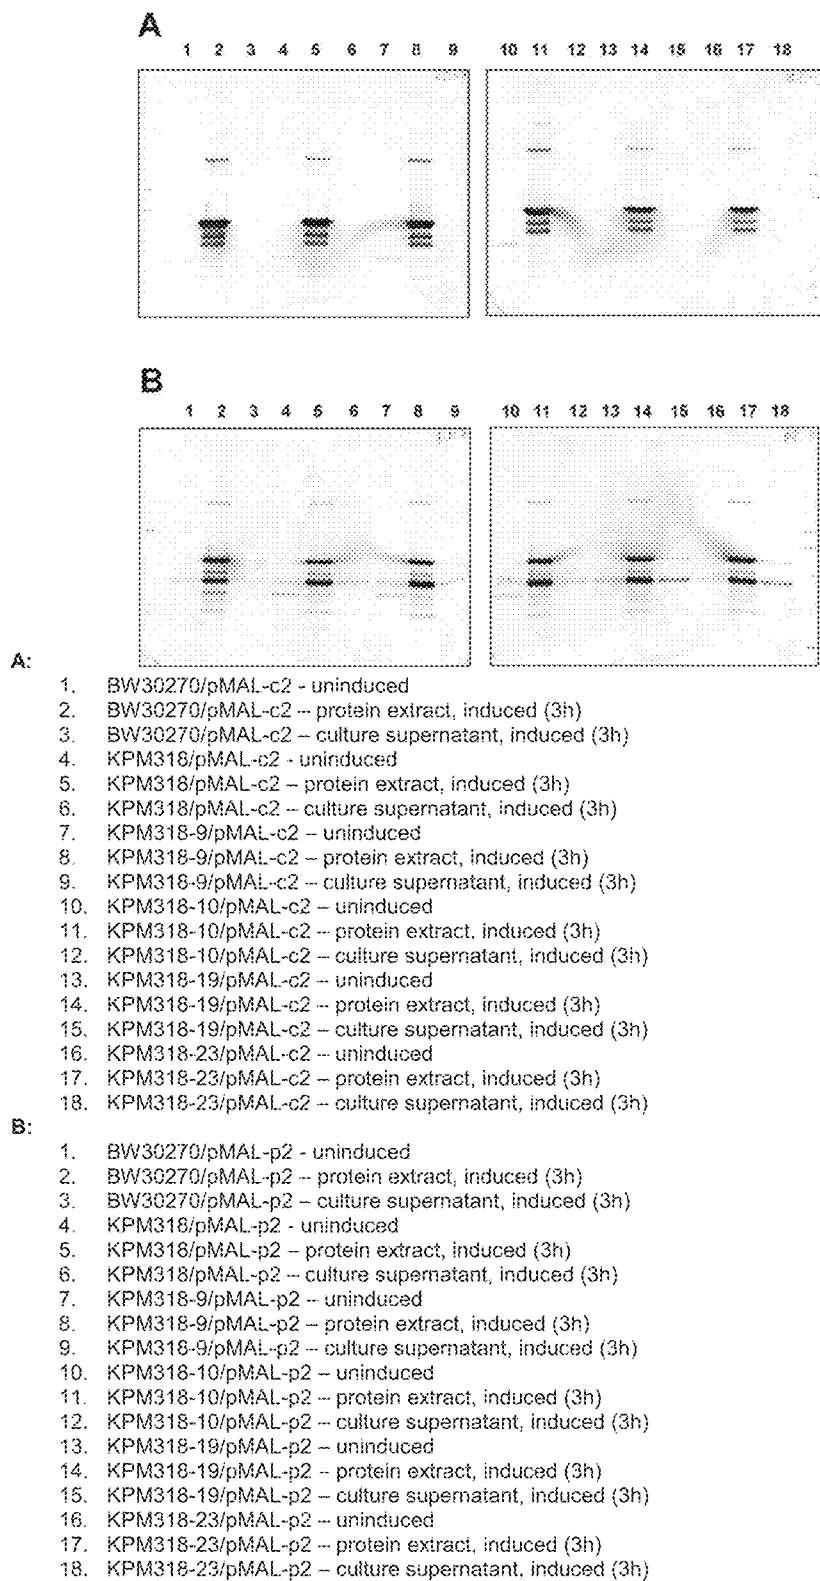 A
1 2 3 4 5 6 7 8 9 10 11 12 13 14 15 16 17 18
B
1 2 3 4 5 6 7 8 9 10 11 12 13 14 15 16 17 18
A:
1. BW30270/pMAL-c2 - uninduced
2. BW30270/pMAL-c2 – protein extract, induced (3h)
3. BW30270/pMAL-c2 – culture supernatant, induced (3h)
4. KPM318/pMAL-c2 - uninduced
5. KPM318/pMAL-c2 – protein extract, induced (3h)
6. KPM318/pMAL-c2 – culture supernatant, induced (3h)
7. KPM318-9/pMAL-c2 – uninduced
8. KPM318-9/pMAL-c2 – protein extract, induced (3h)
9. KPM318-9/pMAL-c2 – culture supernatant, induced (3h)
10. KPM318-10/pMAL-c2 – uninduced
11. KPM318-10/pMAL-c2 – protein extract, induced (3h)
12. KPM318-10/pMAL-c2 – culture supernatant, induced (3h)
13. KPM318-19/pMAL-c2 – uninduced
14. KPM318-19/pMAL-c2 – protein extract, induced (3h)
15. KPM318-19/pMAL-c2 – culture supernatant, induced (3h)
16. KPM318-23/pMAL-c2 – uninduced
17. KPM318-23/pMAL-c2 – protein extract, induced (3h)
18. KPM318-23/pMAL-c2 – culture supernatant, induced (3h)
B:
1. BW30270/pMAL-p2 - uninduced
2. BW30270/pMAL-p2 – protein extract, induced (3h)
3. BW30270/pMAL-p2 – culture supernatant, induced (3h)
4. KPM318/pMAL-p2 - uninduced
5. KPM318/pMAL-p2 – protein extract, induced (3h)
6. KPM318/pMAL-p2 – culture supernatant, induced (3h)
7. KPM318-9/pMAL-p2 – uninduced
8. KPM318-9/pMAL-p2 – protein extract, induced (3h)
9. KPM318-9/pMAL-p2 – culture supernatant, induced (3h)
10. KPM318-10/pMAL-p2 – uninduced
11. KPM318-10/pMAL-p2 – protein extract, induced (3h)
12. KPM318-10/pMAL-p2 – culture supernatant, induced (3h)
13. KPM318-19/pMAL-p2 – uninduced
14. KPM318-19/pMAL-p2 – protein extract, induced (3h)
15. KPM318-19/pMAL-p2 – culture supernatant, induced (3h)
16. KPM318-23/pMAL-p2 – uninduced
17. KPM318-23/pMAL-p2 – protein extract, induced (3h)
18. KPM318-23/pMAL-p2 – culture supernatant, induced (3h)